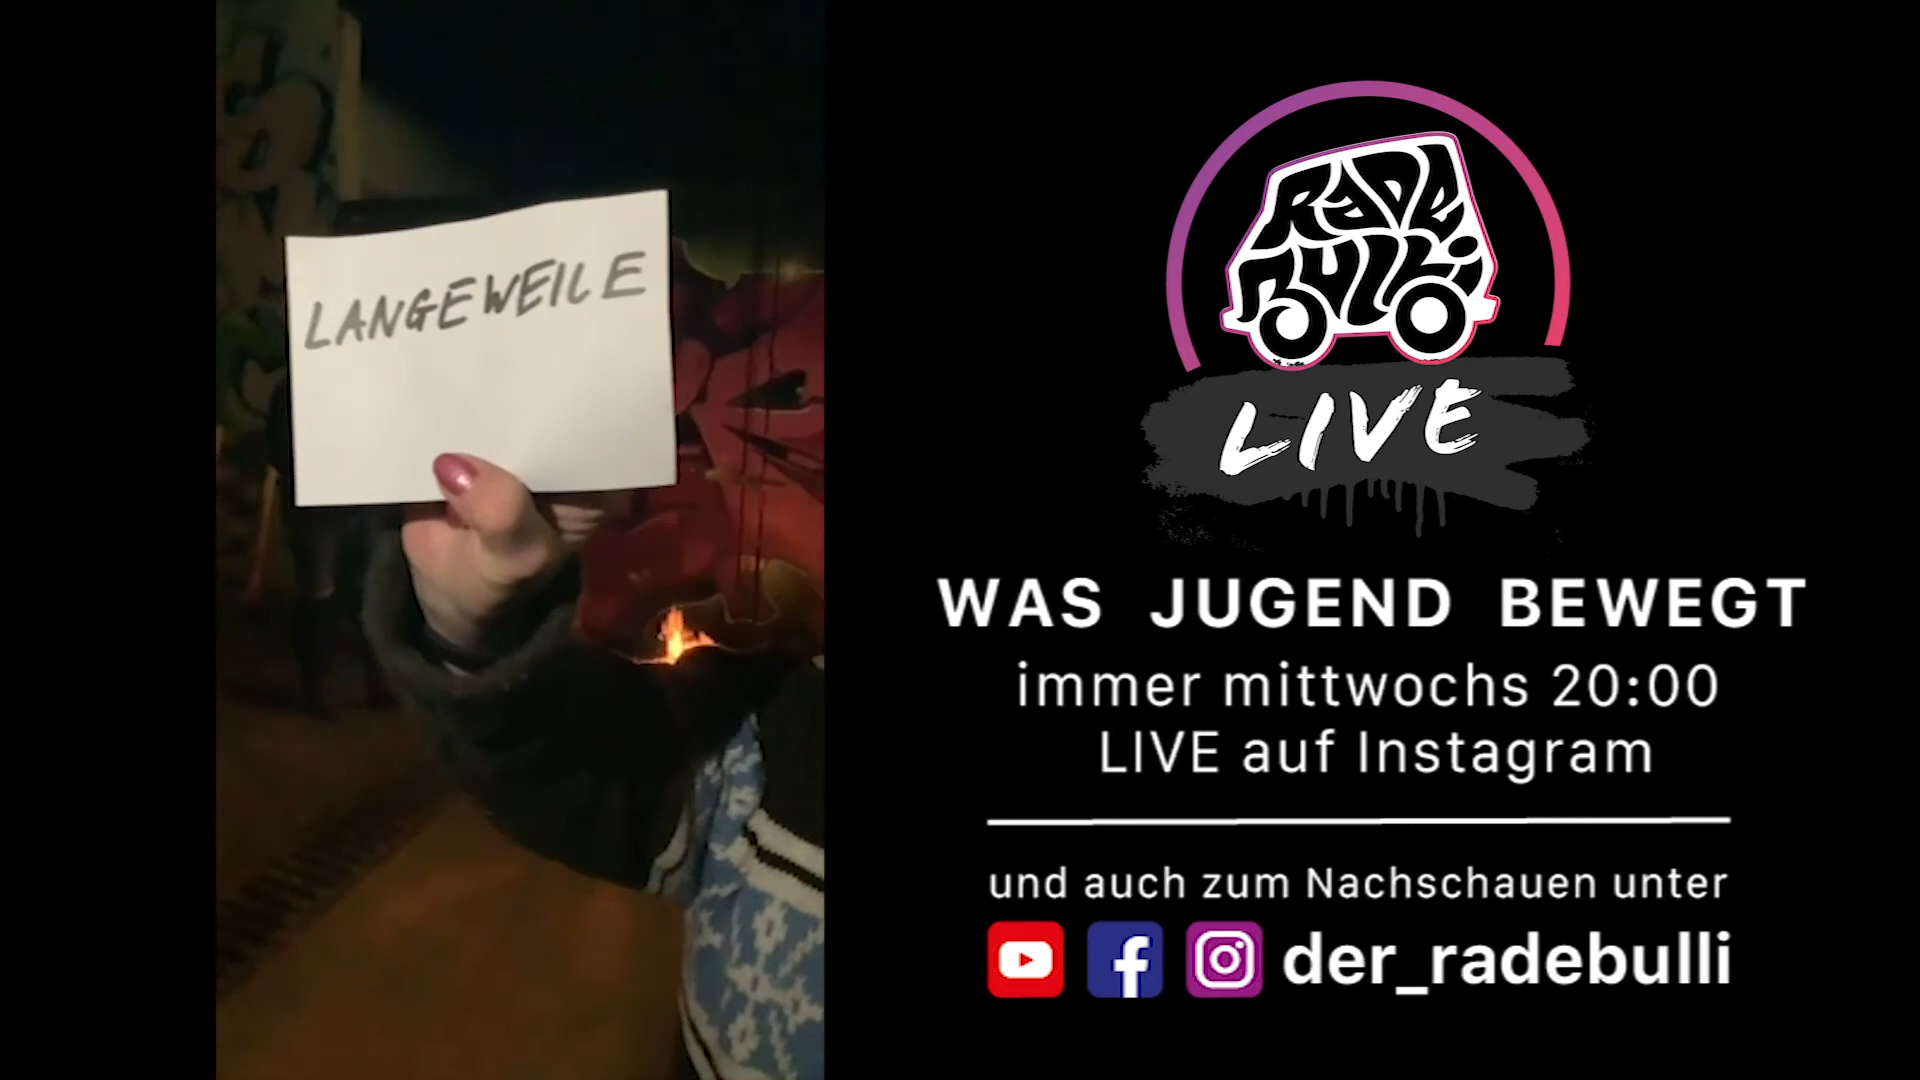 LANGEWEILE
RADE
BULLI
LIVE
WAS JUGEND BEWEGT
immer mittwochs 20:00
LIVE auf Instagram
und auch zum Nachschauen unter
der_radebulli